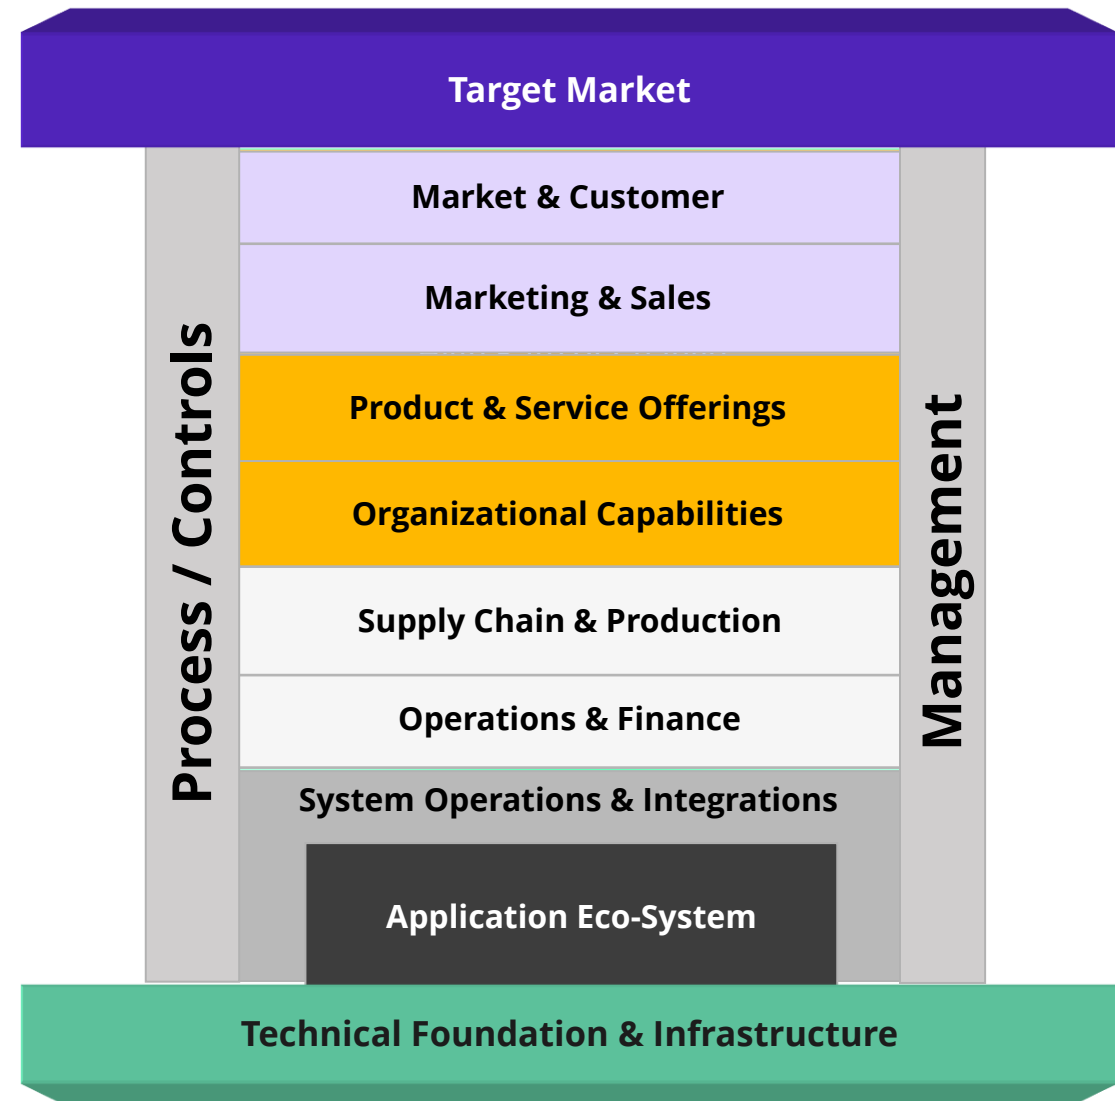 Target Market
Market & Customer
Marketing & Sales
Product & Service Offerings
Organizational Capabilities
Supply Chain & Production
Operations & Finance
System Operations & Integrations
Application Eco-System
Process / Controls
Management
Technical Foundation & Infrastructure